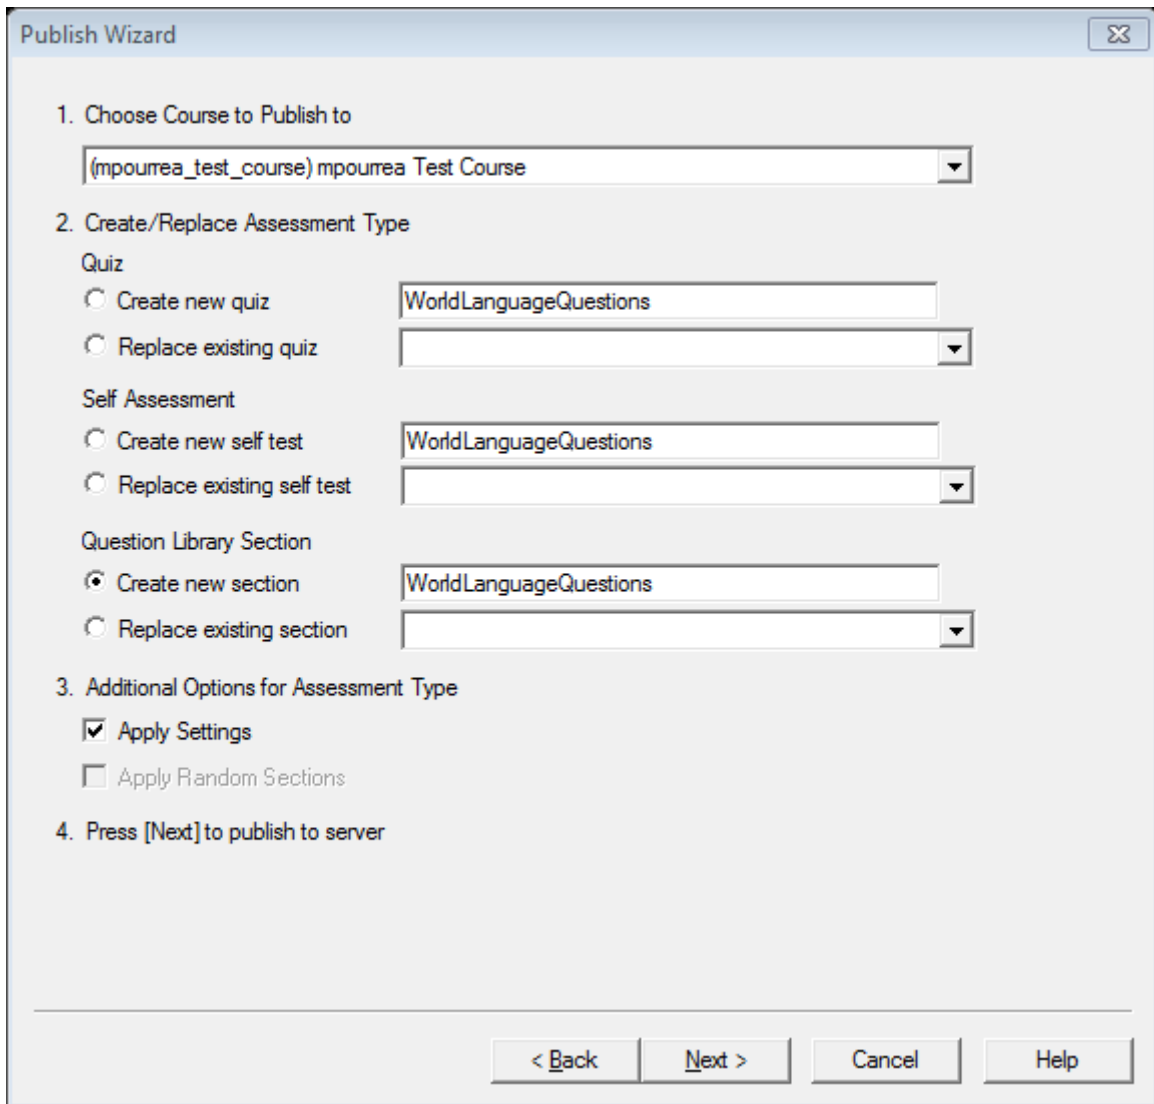 Publish Wizard
1. Choose Course to Publish to
(mpourrea_test_course) mpourrea Test Course
2. Create/Replace Assessment Type
Quiz
Create new quiz WorldLanguageQuestions
Replace existing quiz
Self Assessment
Create new self test WorldLanguageQuestions
Replace existing self test
Question Library Section
Create new section WorldLanguageQuestions
Replace existing section
3. Additional Options for Assessment Type
Apply Settings
Apply Random Sections
4. Press [Next] to publish to server
< Back Next > Cancel Help